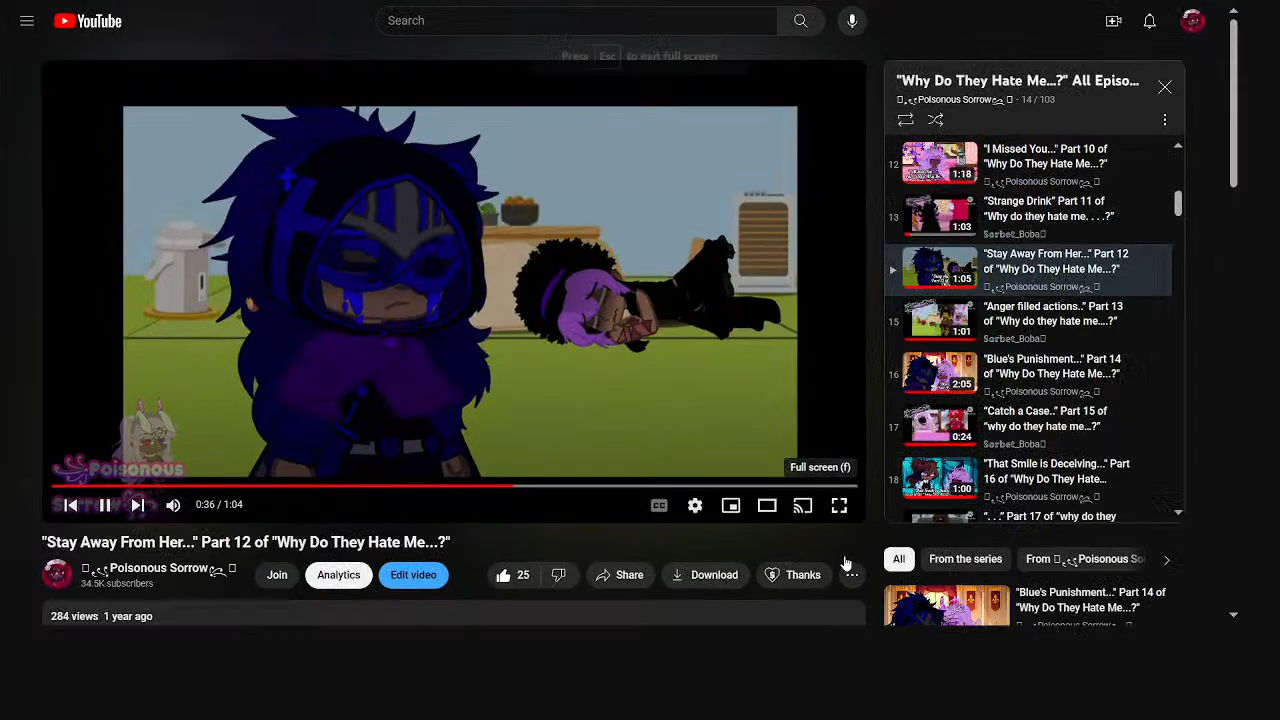 YouTube
Search
Press Esc to exit full screen
Poisonous
Sorrow
Full screen (f)
0:36 / 1:04
"Stay Away From Her..." Part 12 of "Why Do They Hate Me...?"
Poisonous Sorrow
34.5K subscribers
Join
Analytics
Edit video
25
Share
Download
Thanks
284 views 1 year ago
"Why Do They Hate Me...?" All Episo...
Poisonous Sorrow - 14 / 103
12
1:18
"I Missed You..." Part 10 of
"Why Do They Hate Me...?"
Poisonous Sorrow
13
1:03
"Strange Drink" Part 11 of
"Why do they hate me. . . .?"
Sorbet_Boba
1:05
"Stay Away From Her..." Part 12
of "Why Do They Hate Me...?"
Poisonous Sorrow
15
1:01
"Anger filled actions.." Part 13
of "Why do they hate me....?"
Sorbet_Boba
16
2:05
"Blue's Punishment..." Part 14
of "Why Do They Hate Me...?"
Poisonous Sorrow
17
0:24
"Catch a Case.." Part 15 of
"why do they hate me...?"
Sorbet_Boba
18
1:00
"That Smile is Deceiving..." Part
16 of "Why Do They Hate...
Poisonous Sorrow
". . ." Part 17 of "why do they
All
From the series
From Poisonous So
"Blue's Punishment..." Part 14 of
"Why Do They Hate Me...?"
Poisonous Sorrow